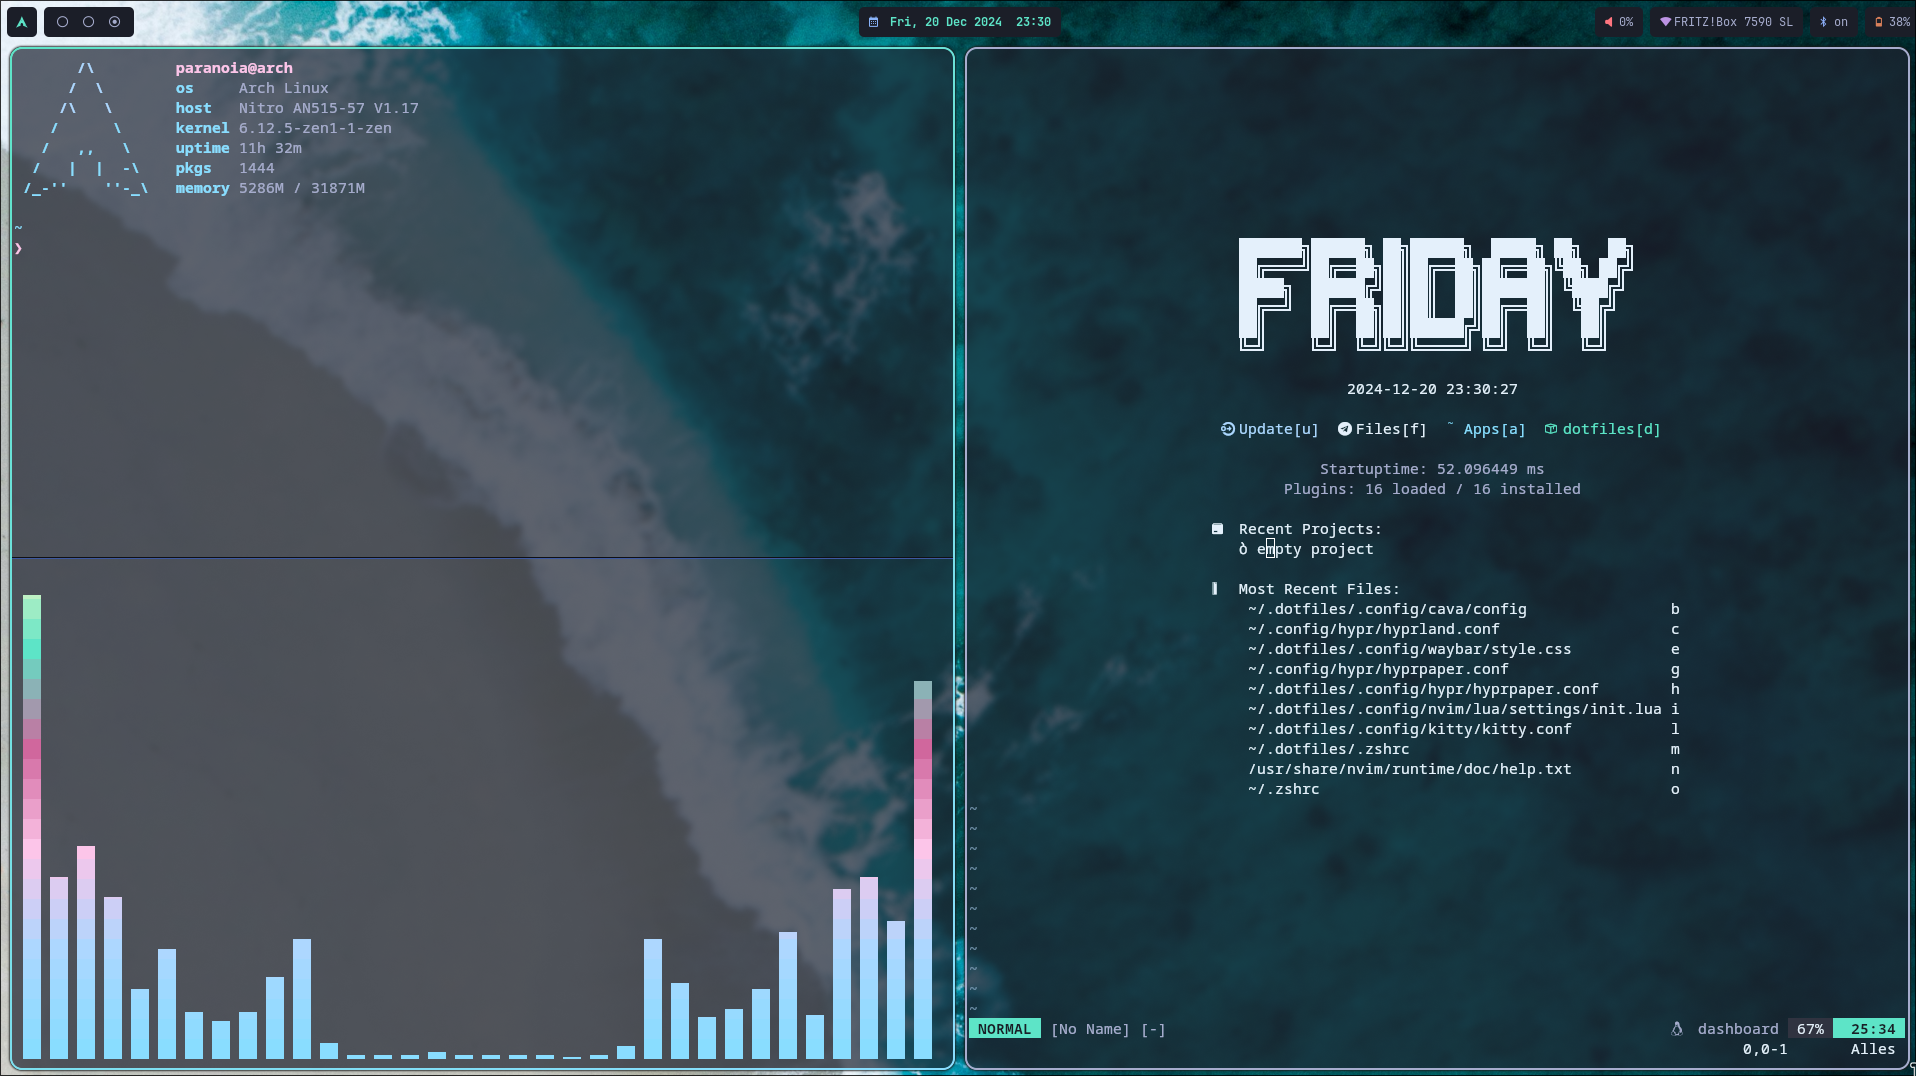 Fri, 20 Dec 2024 23:30
0%
FRITZ!Box 7590 SL
on
38%
paranoia@arch
os Arch Linux
host Nitro AN515-57 V1.17
kernel 6.12.5-zen1-1-zen
uptime 11h 32m
pkgs 1444
memory 5286M / 31871M
~
❯
FRIDAY
2024-12-20 23:30:27
Update[u] Files[f] ~ Apps[a] dotfiles[d]
Startuptime: 52.096449 ms
Plugins: 16 loaded / 16 installed
Recent Projects:
ò empty project
Most Recent Files:
~/.dotfiles/.config/cava/config b
~/.config/hypr/hyprland.conf c
~/.dotfiles/.config/waybar/style.css e
~/.config/hypr/hyprpaper.conf g
~/.dotfiles/.config/hypr/hyprpaper.conf h
~/.dotfiles/.config/nvim/lua/settings/init.lua i
~/.dotfiles/.config/kitty/kitty.conf l
~/.dotfiles/.zshrc m
/usr/share/nvim/runtime/doc/help.txt n
~/.zshrc o
~
~
~
~
~
~
~
~
~
~
~
NORMAL [No Name] [-] dashboard 67% 25:34
0,0-1 Alles